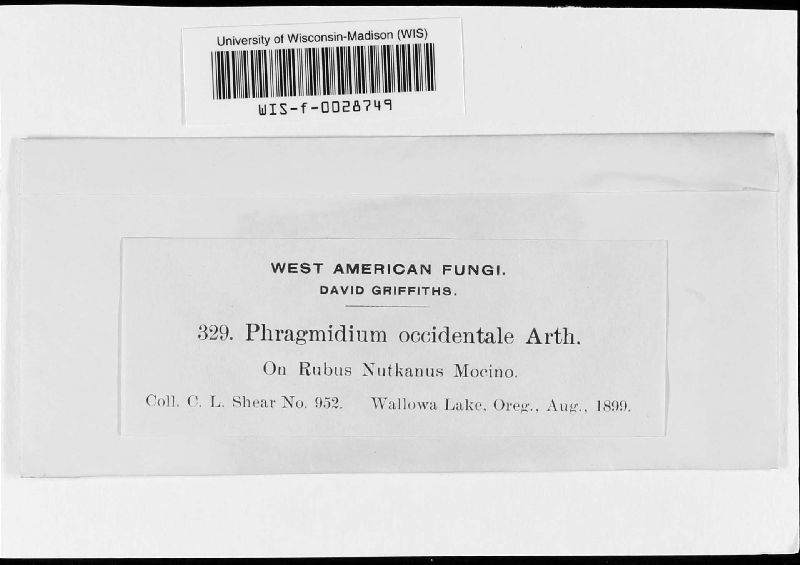 University of Wisconsin-Madison (WIS)
WIS-f-0028749
WEST AMERICAN FUNGI.
DAVID GRIFFITHS.
329. Phragmidium occidentale Arth.
On Rubus Nutkanus Mocino.
Coll. C. L. Shear No. 952. Wallowa Lake, Oreg., Aug., 1899.